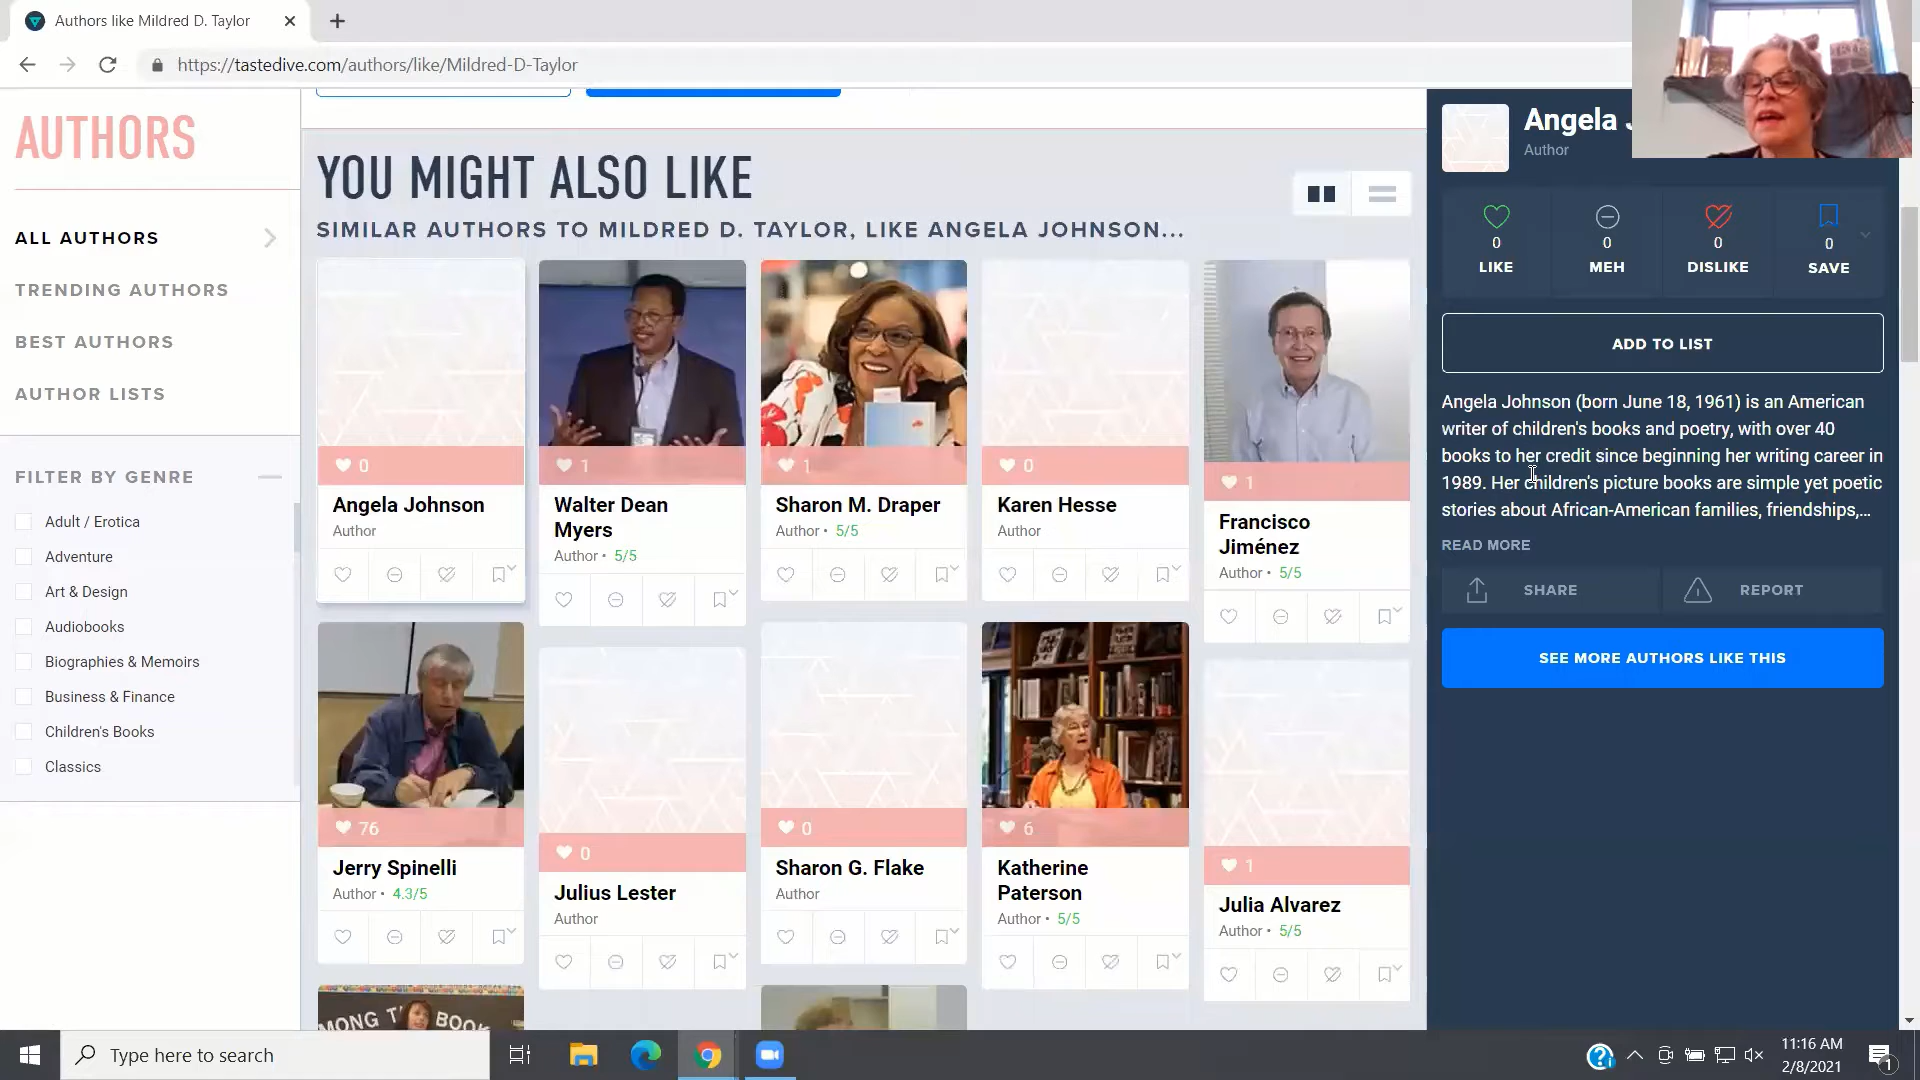 Authors like Mildred D. Taylor
https://tastedive.com/authors/like/Mildred-D-Taylor
AUTHORS
ALL AUTHORS
TRENDING AUTHORS
BEST AUTHORS
AUTHOR LISTS
FILTER BY GENRE
Adult / Erotica
Adventure
Art & Design
Audiobooks
Biographies & Memoirs
Business & Finance
Children's Books
Classics
YOU MIGHT ALSO LIKE
SIMILAR AUTHORS TO MILDRED D. TAYLOR, LIKE ANGELA JOHNSON...
0
Angela Johnson
Author
1
Walter Dean
Myers
Author • 5/5
1
Sharon M. Draper
Author • 5/5
0
Karen Hesse
Author
1
Francisco
Jiménez
Author • 5/5
76
Jerry Spinelli
Author • 4.3/5
0
Julius Lester
Author
0
Sharon G. Flake
Author
6
Katherine
Paterson
Author • 5/5
1
Julia Alvarez
Author • 5/5
MONG T BOOK
Angela
Author
0
LIKE
0
MEH
0
DISLIKE
0
SAVE
ADD TO LIST
Angela Johnson (born June 18, 1961) is an American
writer of children's books and poetry, with over 40
books to her credit since beginning her writing career in
1989. Her children's picture books are simple yet poetic
stories about African-American families, friendships,...
READ MORE
SHARE
REPORT
SEE MORE AUTHORS LIKE THIS
Type here to search
11:16 AM
2/8/2021
1